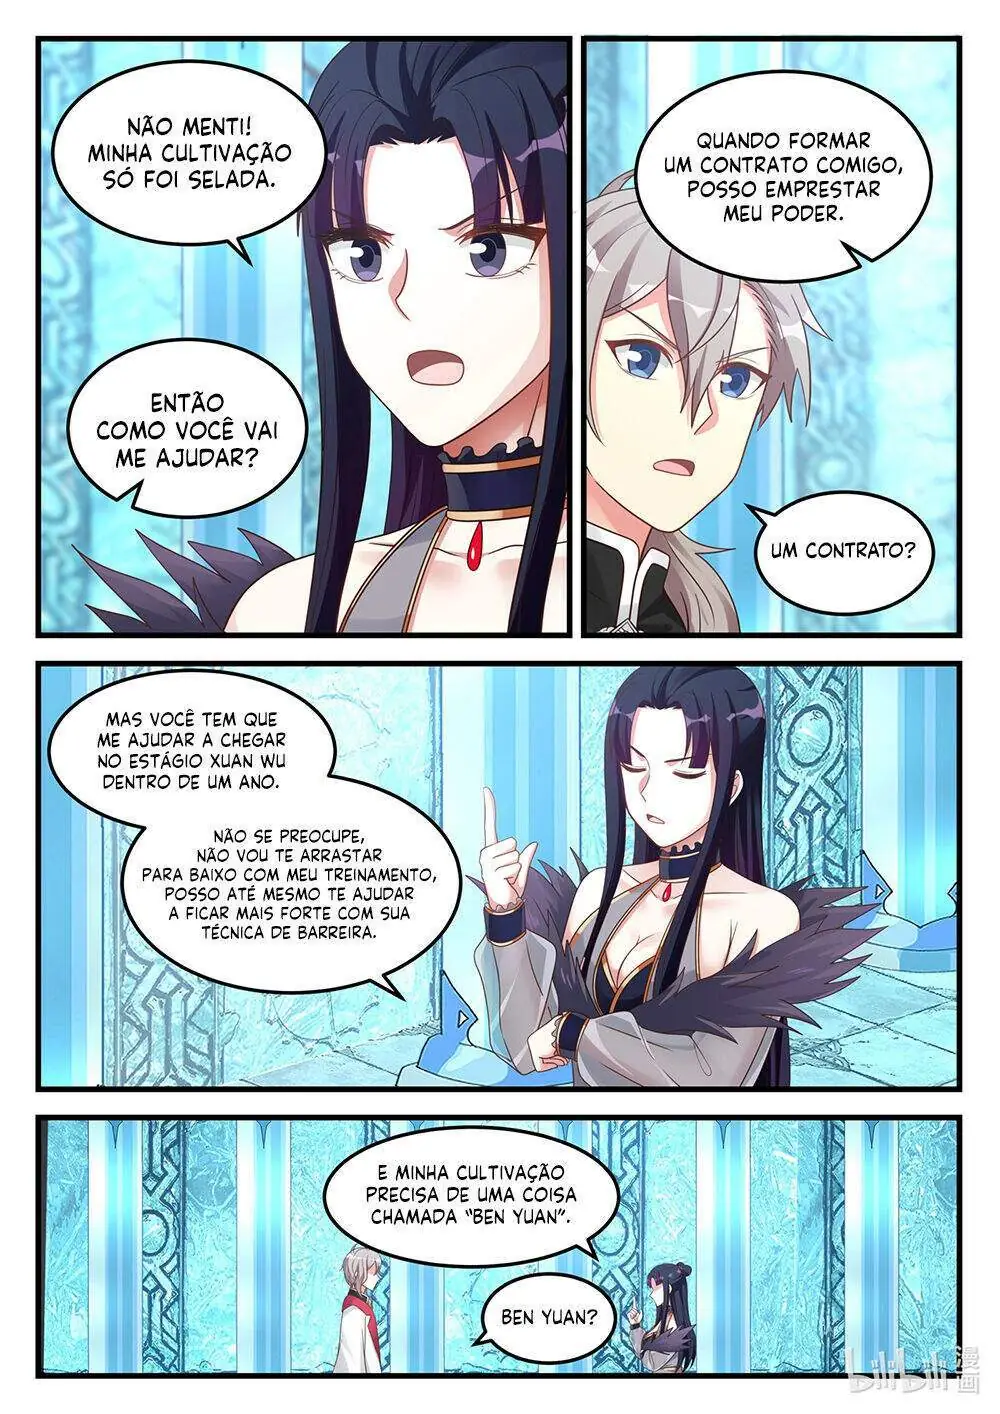 NÃO MENTI!
MINHA CULTIVAÇÃO
SÓ FOI SELADA.
ENTÃO
COMO VOCÊ VAI
ME AJUDAR?
QUANDO FORMAR
UM CONTRATO COMIGO,
POSSO EMPRESTAR
MEU PODER.
UM CONTRATO?
MAS VOCÊ TEM QUE
ME AJUDAR A CHEGAR
NO ESTÁGIO XUAN WU
DENTRO DE UM ANO.
NÃO SE PREOCUPE,
NÃO VOU TE ARRASTAR
PARA BAIXO COM MEU TREINAMENTO,
POSSO ATÉ MESMO TE AJUDAR
A FICAR MAIS FORTE COM SUA
TÉCNICA DE BARREIRA.
E MINHA CULTIVAÇÃO
PRECISA DE UMA COISA
CHAMADA “BEN YUAN”.
BEN YUAN?
bilibili 漫画